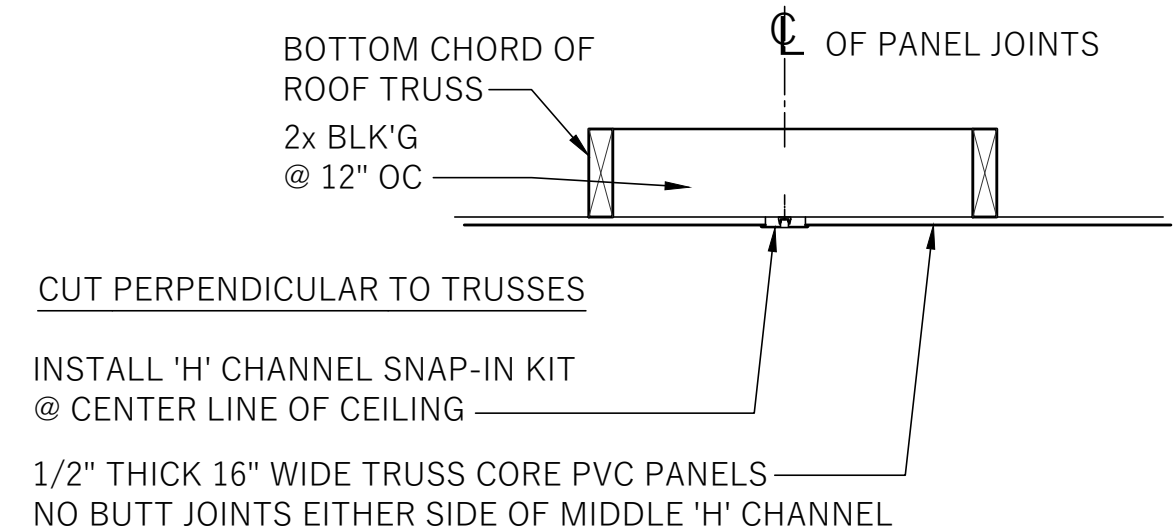 BOTTOM CHORD OF
ROOF TRUSS
2x BLK'G
@ 12" OC
℄ OF PANEL JOINTS
CUT PERPENDICULAR TO TRUSSES
INSTALL 'H' CHANNEL SNAP-IN KIT
@ CENTER LINE OF CEILING
1/2" THICK 16" WIDE TRUSS CORE PVC PANELS
NO BUTT JOINTS EITHER SIDE OF MIDDLE 'H' CHANNEL